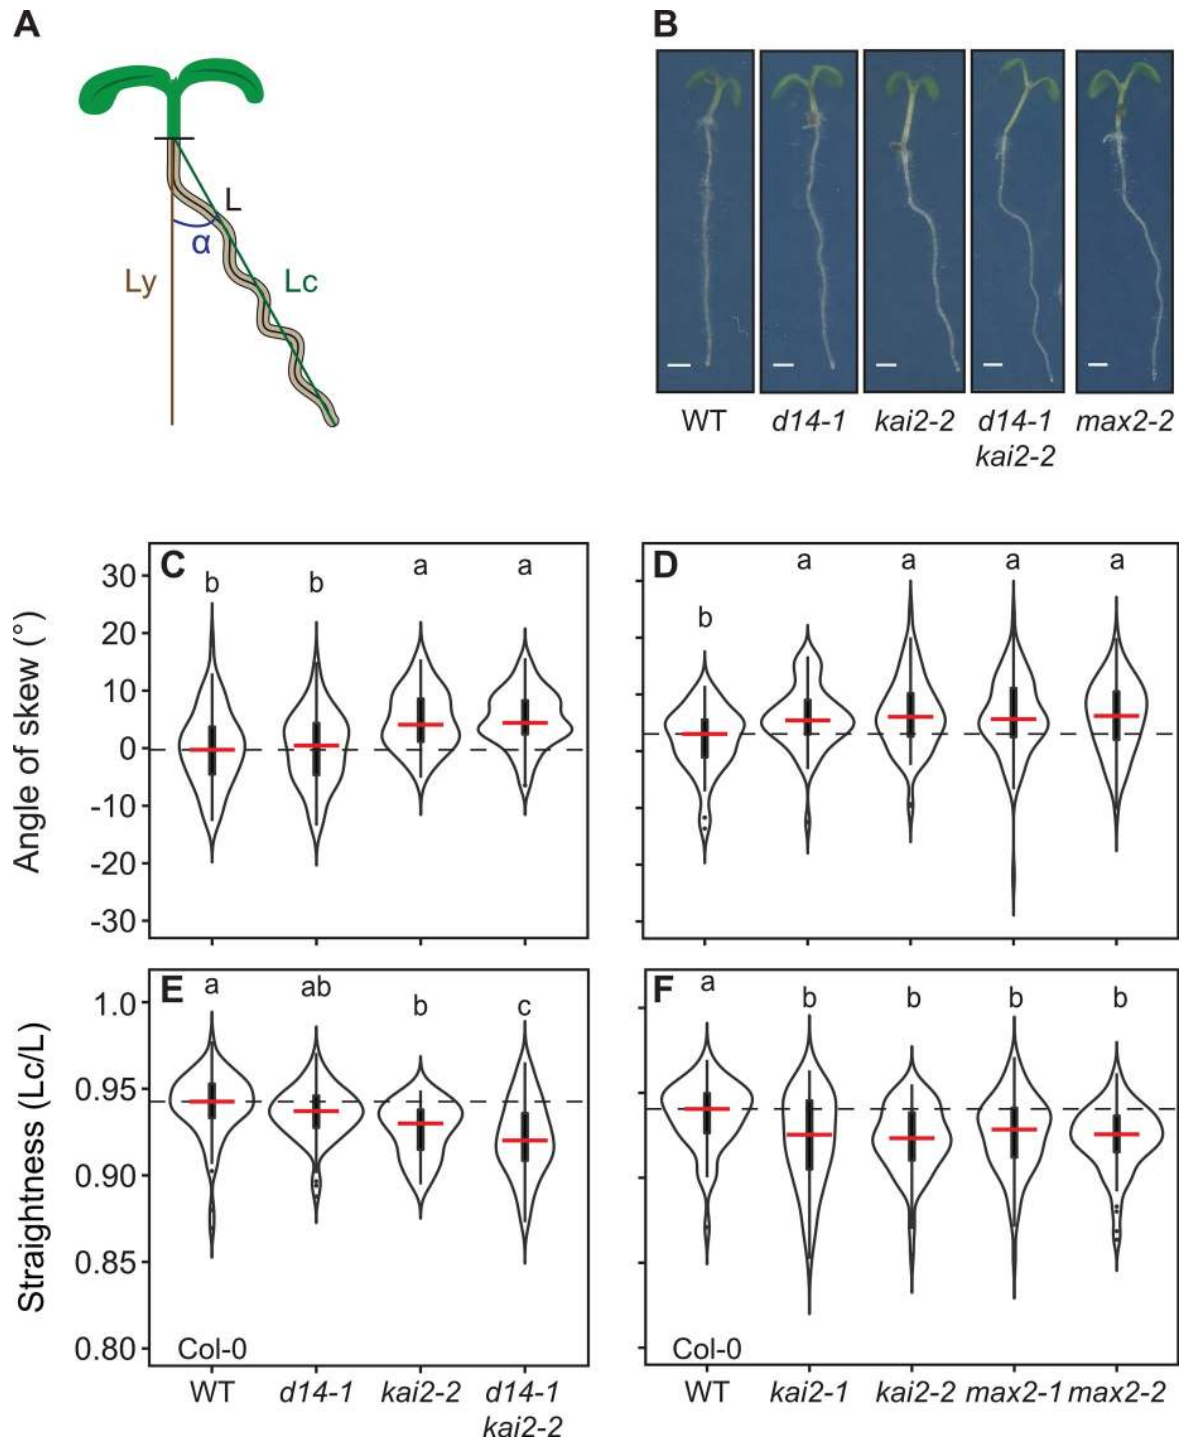 A
B
L
α
Ly
Lc
WT
d14-1
kai2-2
d14-1
kai2-2
max2-2
Angle of skew (°)
30
20
10
0
-10
-20
-30
C
b
b
a
a
D
b
a
a
a
a
Straightness (Lc/L)
1.0
0.95
0.90
0.85
0.80
E
a
ab
b
c
Col-0
WT
d14-1
kai2-2
d14-1
kai2-2
F
a
b
b
b
b
Col-0
WT
kai2-1
kai2-2
max2-1
max2-2